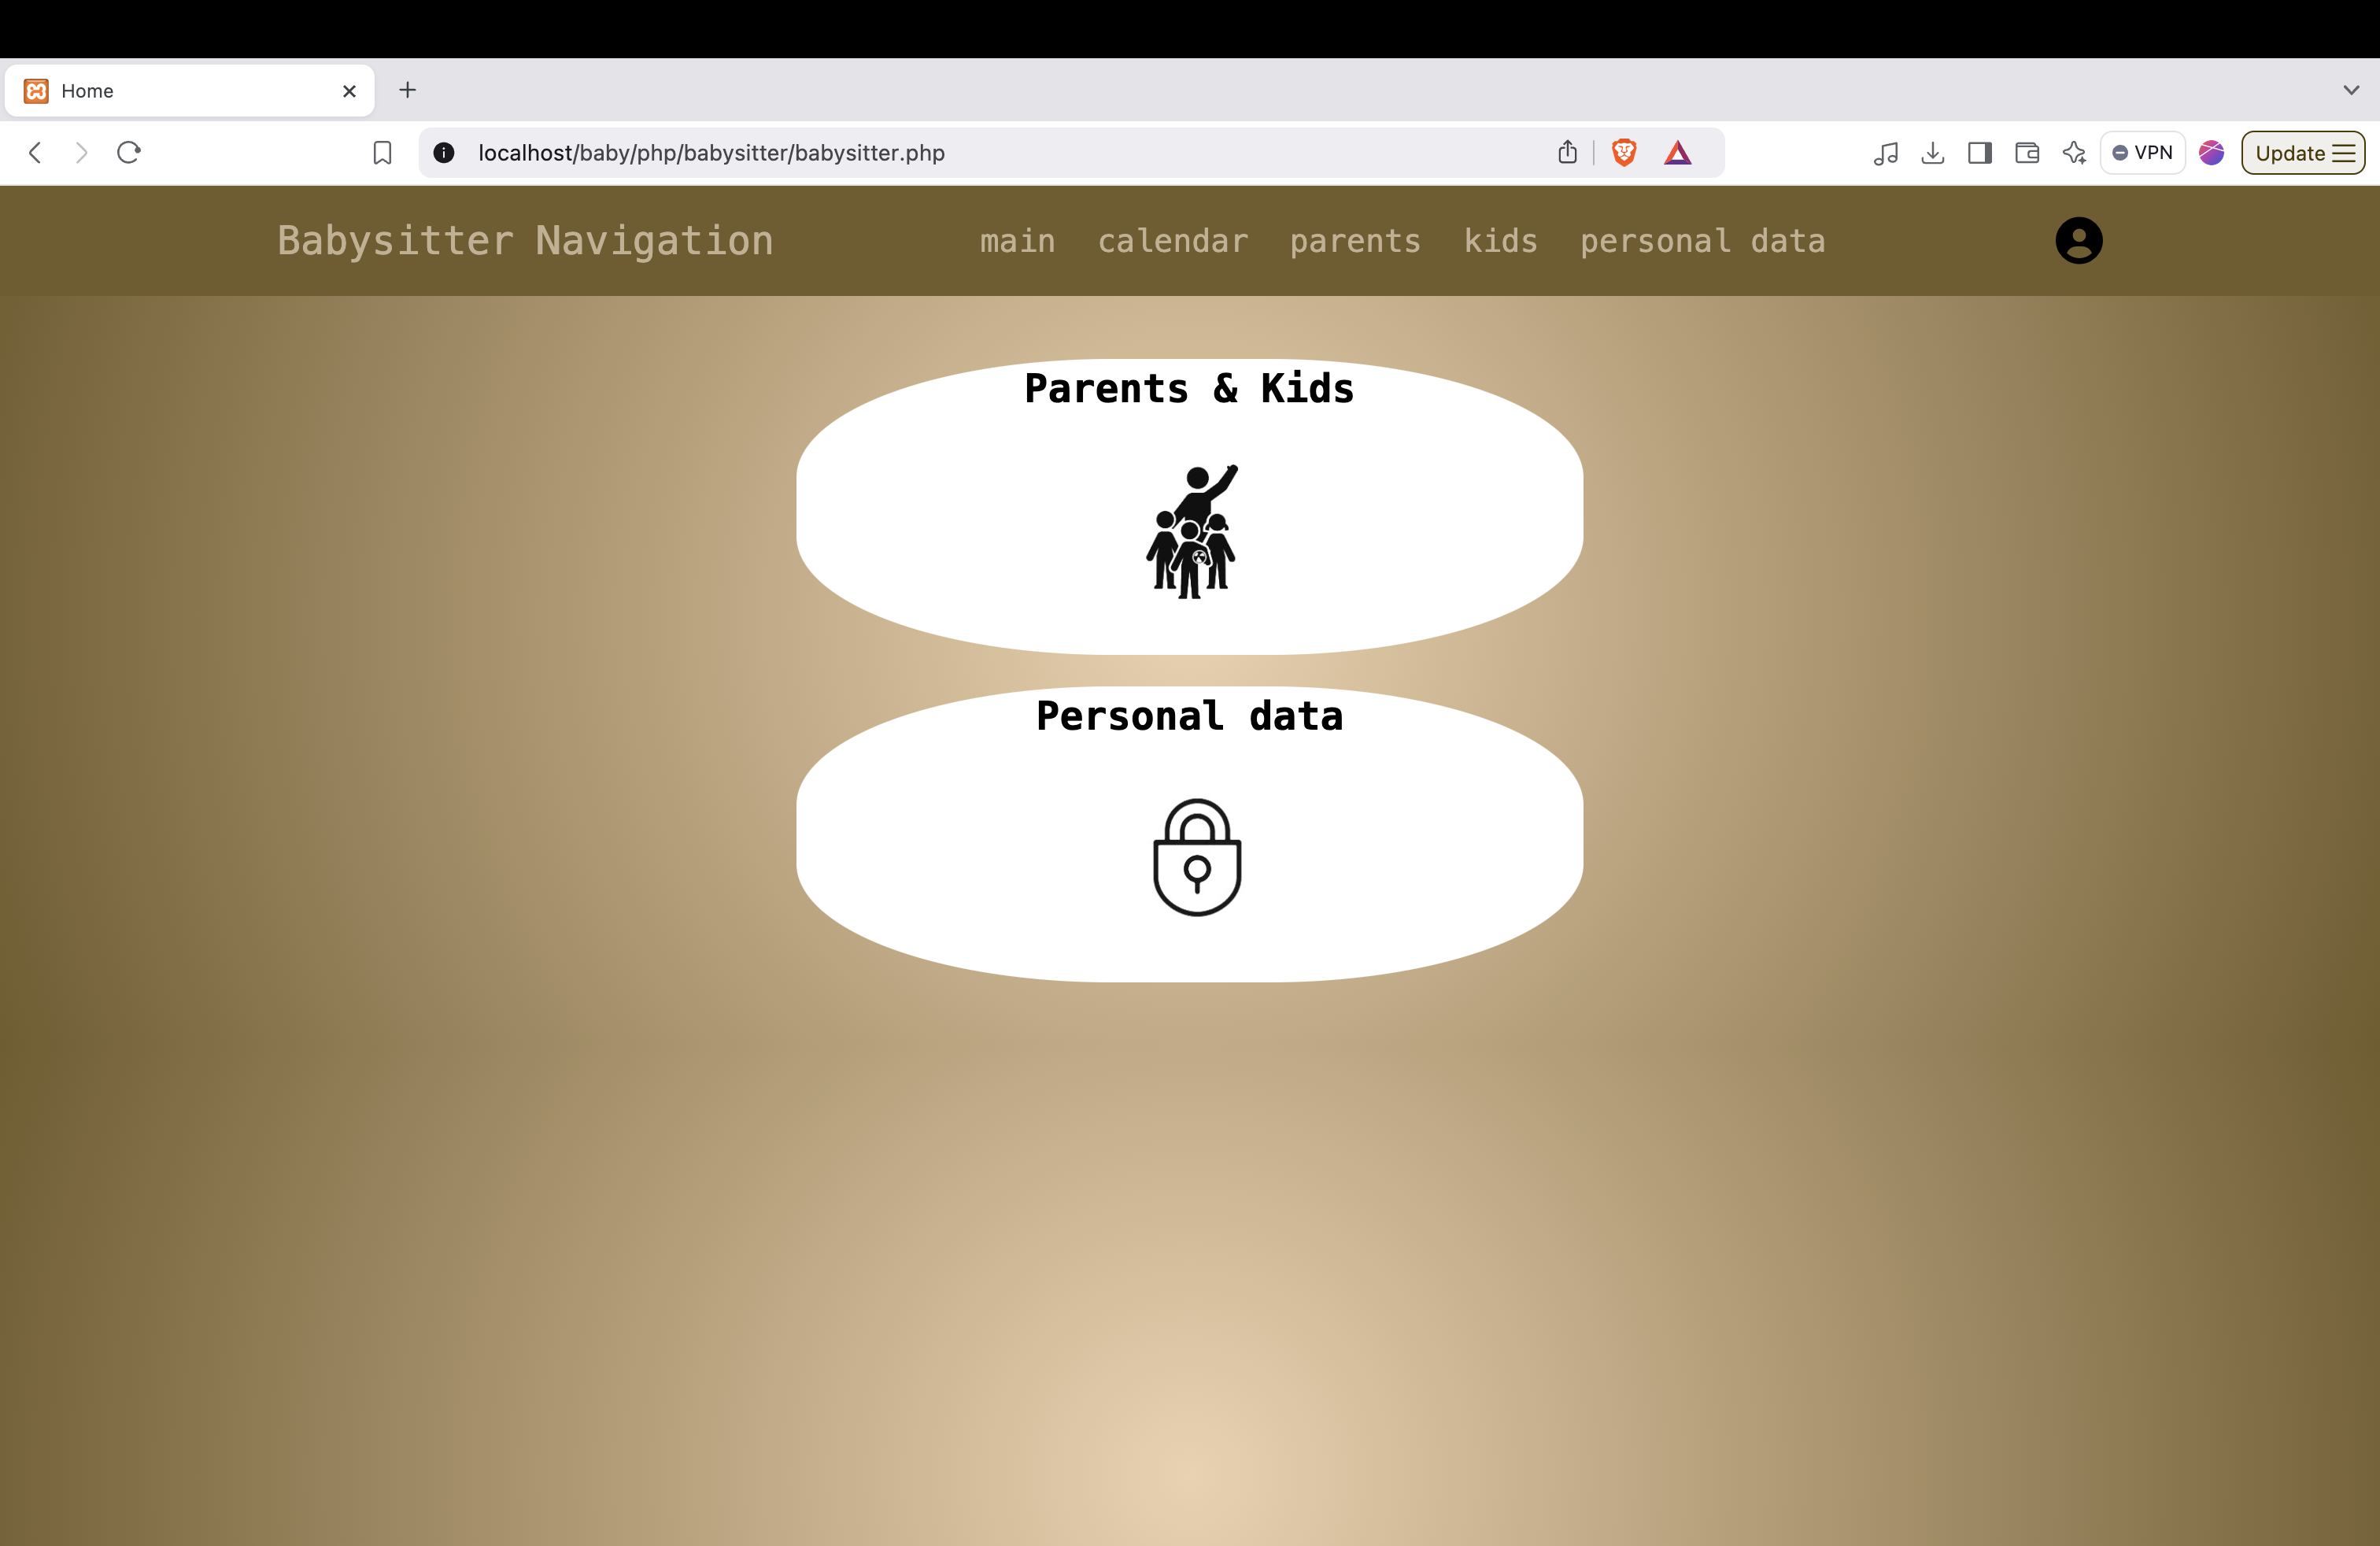 Home
localhost/baby/php/babysitter/babysitter.php
VPN
Update
Babysitter Navigation
main calendar parents kids personal data
Parents & Kids
Personal data